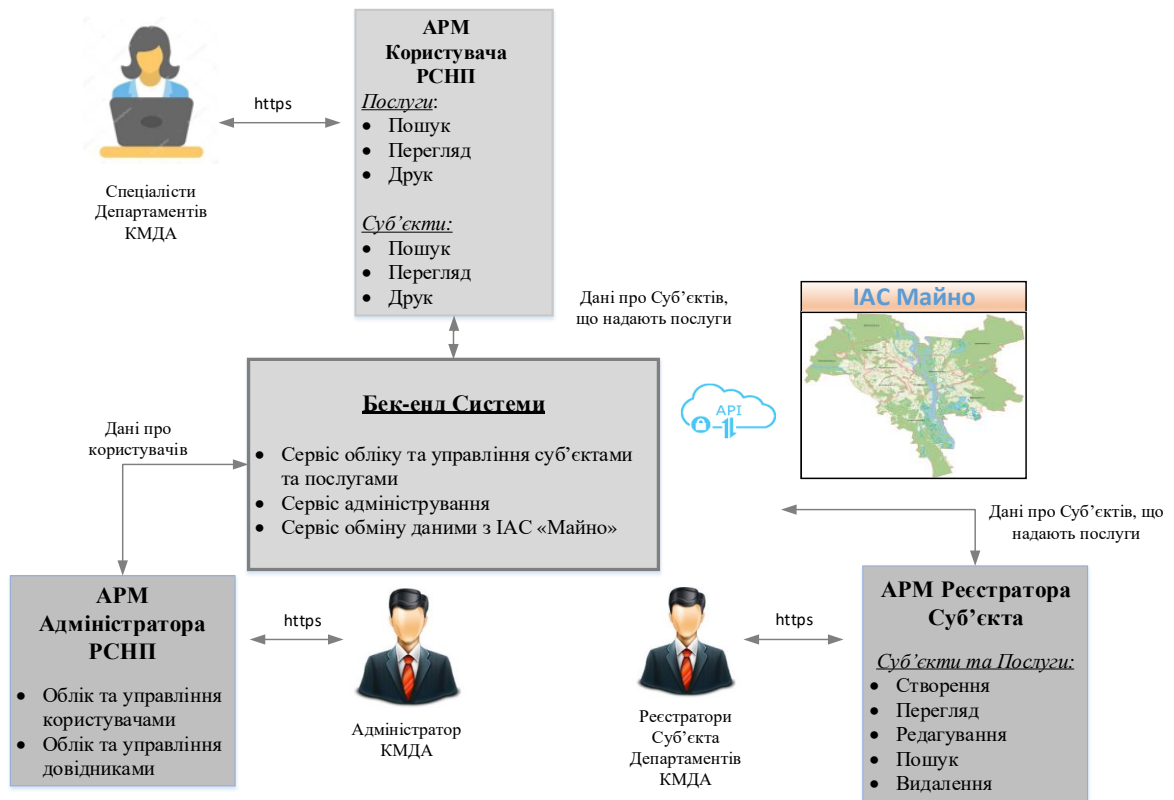 АРМ
Користувача
РСНП
Послуги:
• Пошук
• Перегляд
• Друк
Суб’єкти:
• Пошук
• Перегляд
• Друк
https
Спеціалісти
Департаментів
КМДА
Дані про Суб’єктів,
що надають послуги
ІАС Майно
API
Бек-енд Системи
• Сервіс обліку та управління суб’єктами
та послугами
• Сервіс адміністрування
• Сервіс обміну даними з ІАС «Майно»
Дані про
користувачів
Дані про Суб’єктів, що
надають послуги
АРМ
Адміністратора
РСНП
• Облік та управління
користувачами
• Облік та управління
довідниками
https
Адміністратор
КМДА
Реєстратори
Суб’єкта
Департаментів
КМДА
https
АРМ Реєстратора
Суб’єкта
Суб’єкти та Послуги:
• Створення
• Перегляд
• Редагування
• Пошук
• Видалення